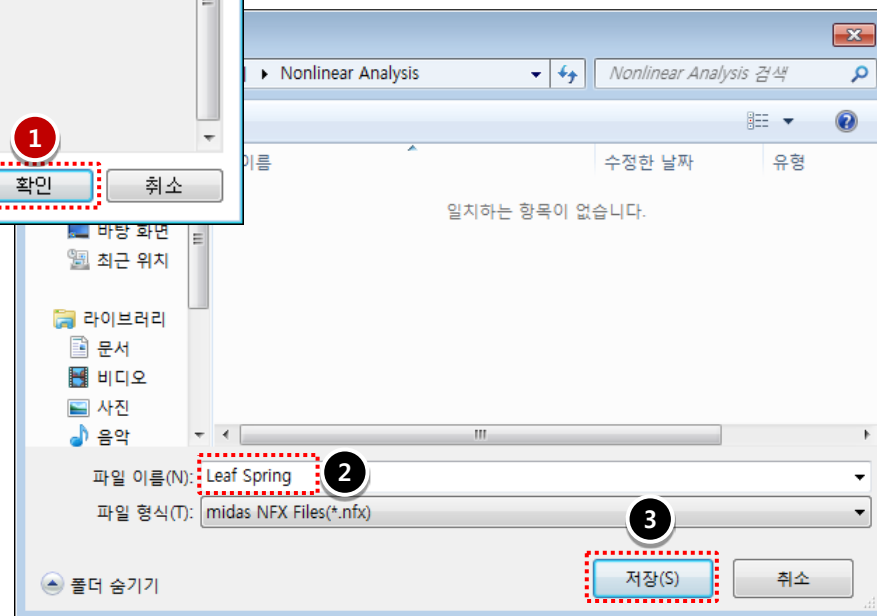 1
확인
취소
Nonlinear Analysis
Nonlinear Analysis 검색
이름
수정한 날짜
유형
일치하는 항목이 없습니다.
바탕 화면
최근 위치
라이브러리
문서
비디오
사진
음악
파일 이름(N):
Leaf Spring
2
파일 형식(T):
midas NFX Files(*.nfx)
3
폴더 숨기기
저장(S)
취소